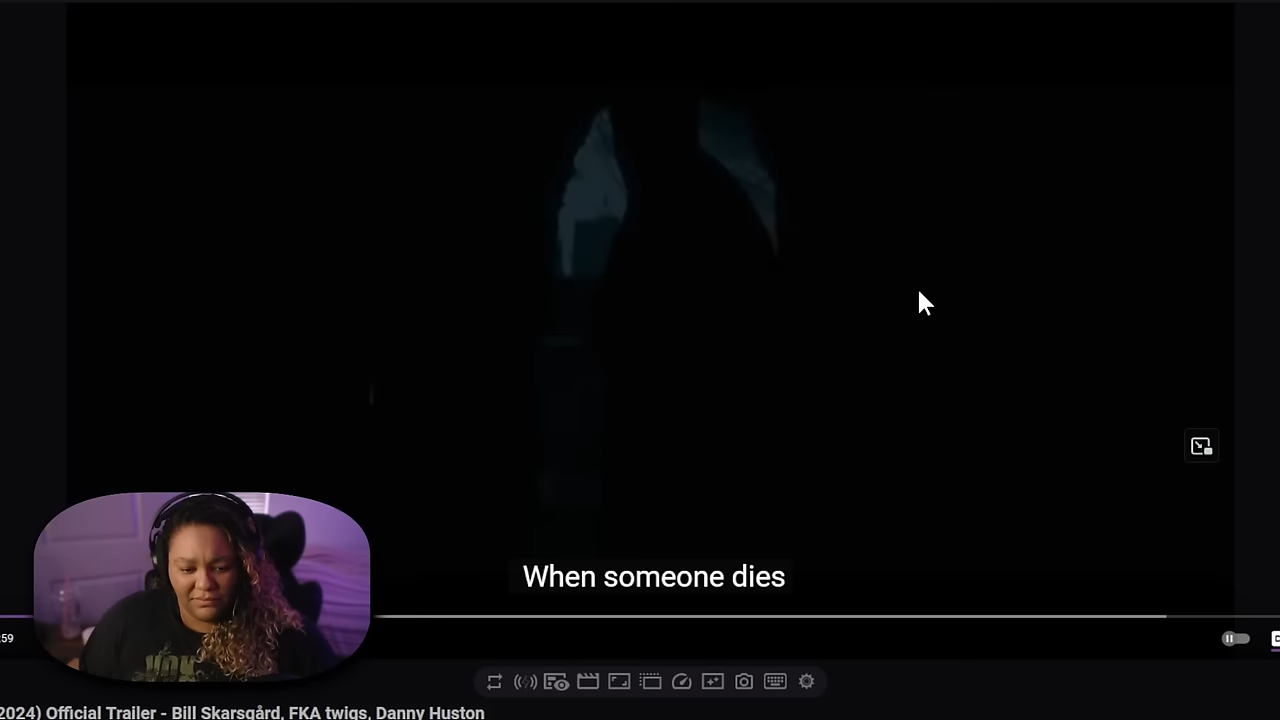 When someone dies
:59
2024) Official Trailer - Bill Skarsgård, FKA twigs, Danny Huston